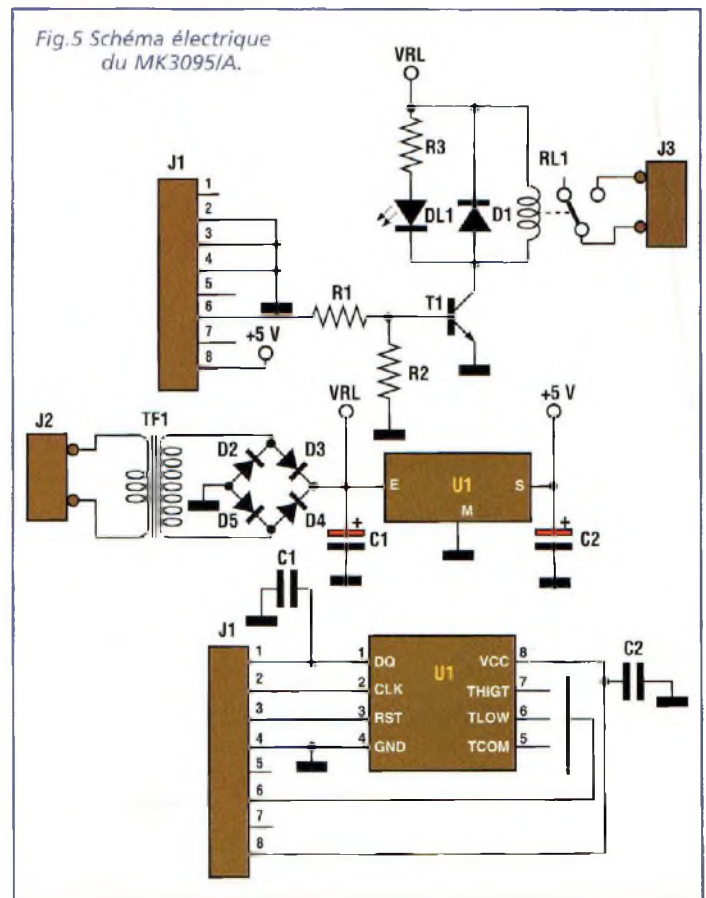 Fig.5 Schéma électrique
du MK3095/A.
VRL
J1
R3
RL1
J3
1
2
3
4
5
6
7
8
DL1
D1
R1
T1
+5 V
R2
J2
TF1
VRL
+5 V
D2
D3
D5
D4
E
U1
S
M
C1
C2
C1
J1
1
2
3
4
5
6
7
8
1
2
3
4
DQ
CLK
RST
GND
U1
VCC
THIGT
TLOW
TCOM
8
7
6
5
C2
+
+